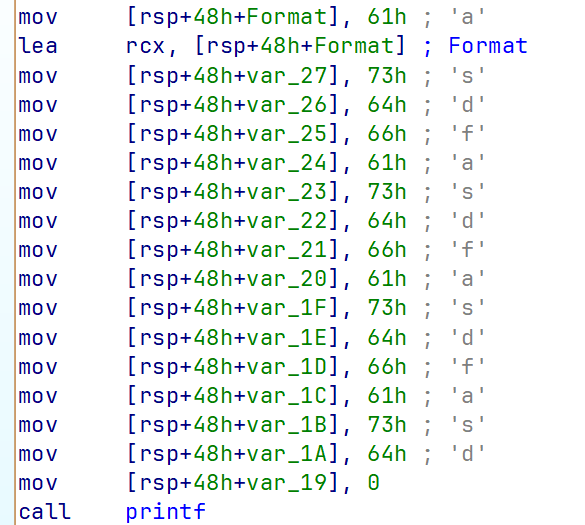 mov [rsp+48h+Format], 61h ; 'a'
lea rcx, [rsp+48h+Format] ; Format
mov [rsp+48h+var_27], 73h ; 's'
mov [rsp+48h+var_26], 64h ; 'd'
mov [rsp+48h+var_25], 66h ; 'f'
mov [rsp+48h+var_24], 61h ; 'a'
mov [rsp+48h+var_23], 73h ; 's'
mov [rsp+48h+var_22], 64h ; 'd'
mov [rsp+48h+var_21], 66h ; 'f'
mov [rsp+48h+var_20], 61h ; 'a'
mov [rsp+48h+var_1F], 73h ; 's'
mov [rsp+48h+var_1E], 64h ; 'd'
mov [rsp+48h+var_1D], 66h ; 'f'
mov [rsp+48h+var_1C], 61h ; 'a'
mov [rsp+48h+var_1B], 73h ; 's'
mov [rsp+48h+var_1A], 64h ; 'd'
mov [rsp+48h+var_19], 0
call printf